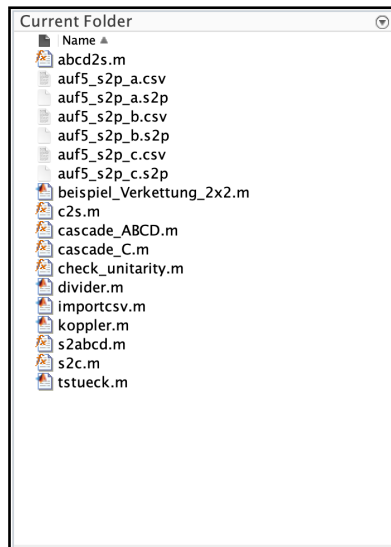 Current Folder
Name
abcd2s.m
auf5_s2p_a.csv
auf5_s2p_a.s2p
auf5_s2p_b.csv
auf5_s2p_b.s2p
auf5_s2p_c.csv
auf5_s2p_c.s2p
beispiel_Verkettung_2x2.m
c2s.m
cascade_ABCD.m
cascade_C.m
check_unitarity.m
divider.m
importcsv.m
koppler.m
s2abcd.m
s2c.m
tstueck.m